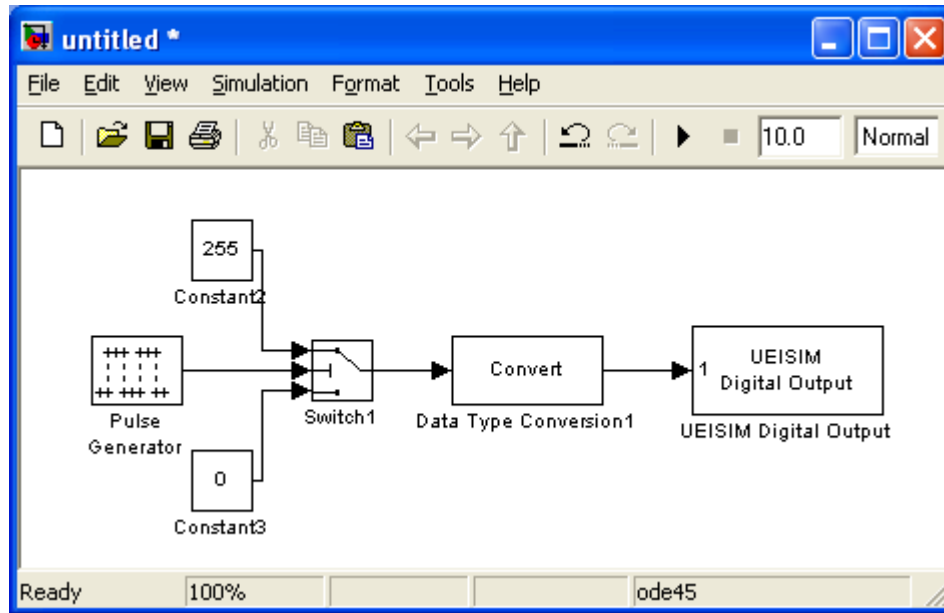 untitled *
File Edit View Simulation Format Tools Help
10.0 Normal
255
Constant2
Pulse
Generator
Switch1
Convert
Data Type Conversion1
1
UEISIM
Digital Output
UEISIM Digital Output
0
Constant3
Ready 100% ode45